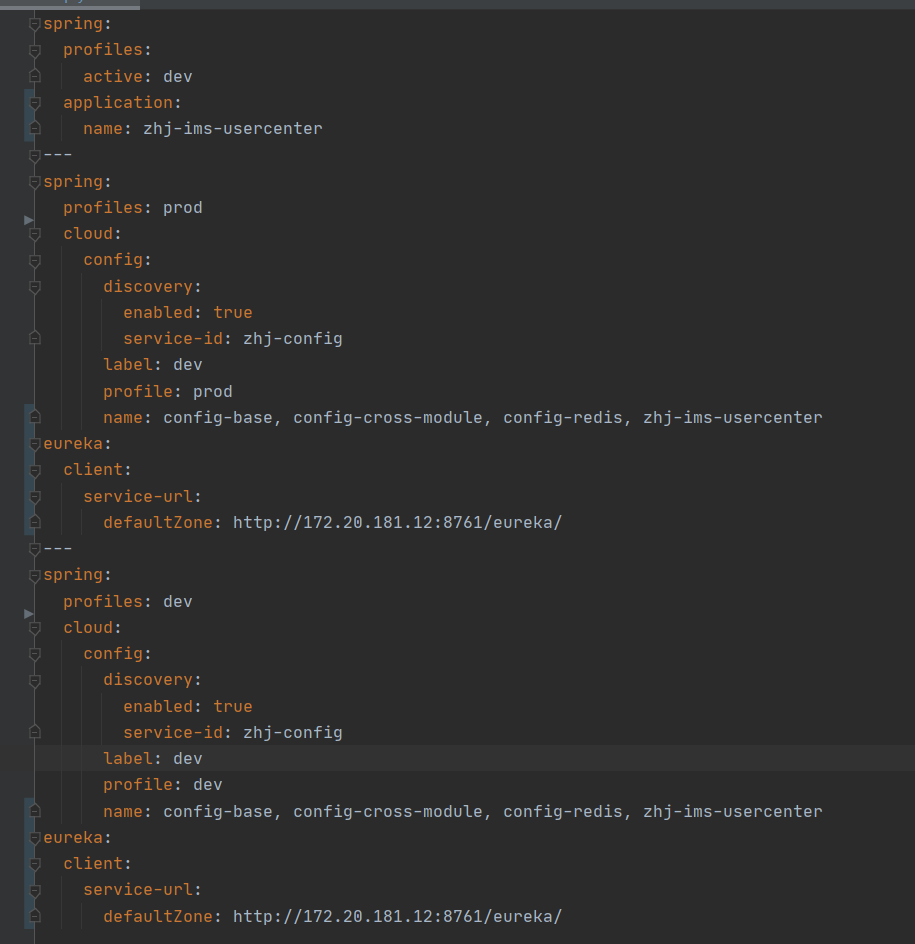 spring:
  profiles:
    active: dev
  application:
    name: zhj-ims-usercenter
---
spring:
  profiles: prod
  cloud:
    config:
      discovery:
        enabled: true
        service-id: zhj-config
      label: dev
      profile: prod
      name: config-base, config-cross-module, config-redis, zhj-ims-usercenter
eureka:
  client:
    service-url:
      defaultZone: http://172.20.181.12:8761/eureka/
---
spring:
  profiles: dev
  cloud:
    config:
      discovery:
        enabled: true
        service-id: zhj-config
      label: dev
      profile: dev
      name: config-base, config-cross-module, config-redis, zhj-ims-usercenter
eureka:
  client:
    service-url:
      defaultZone: http://172.20.181.12:8761/eureka/